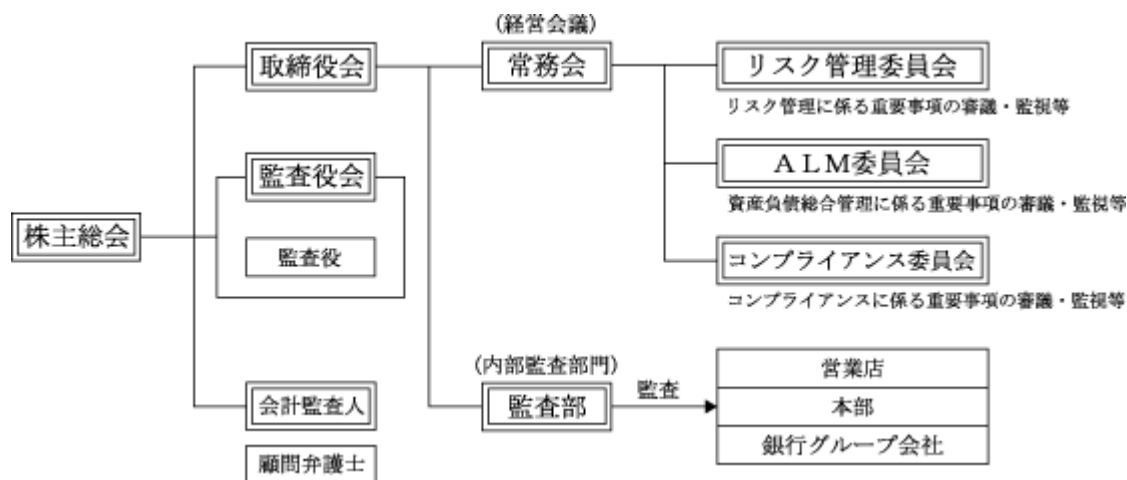 (経営会議)
取締役会
常務会
リスク管理委員会
リスク管理に係る重要事項の審議・監視等
監査役会
ALM委員会
資産負債総合管理に係る重要事項の審議・監視等
株主総会
監査役
コンプライアンス委員会
コンプライアンスに係る重要事項の審議・監視等
(内部監査部門)
会計監査人
監査部
監査
営業店
本部
銀行グループ会社
顧問弁護士